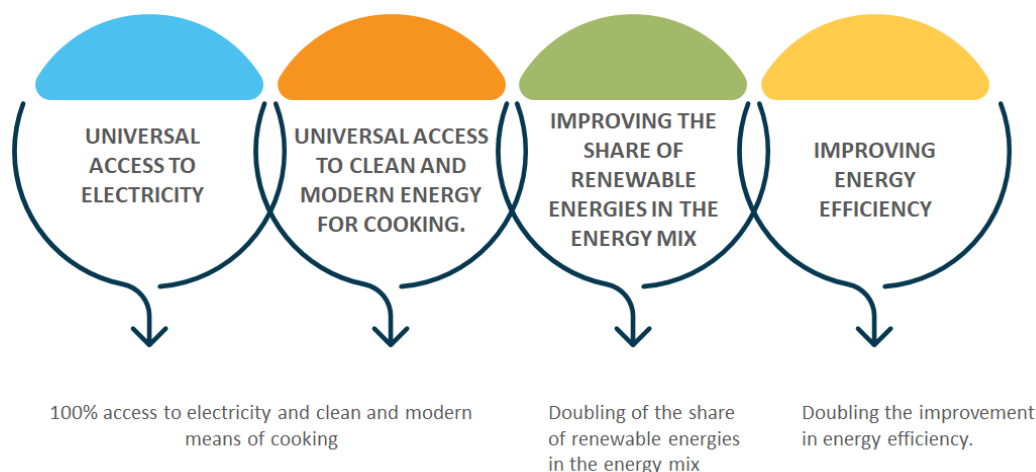 UNIVERSAL
ACCESS TO
ELECTRICITY
UNIVERSAL ACCESS
TO CLEAN AND
MODERN ENERGY
FOR COOKING.
IMPROVING THE
SHARE OF
RENEWABLE
ENERGIES IN THE
ENERGY MIX
IMPROVING
ENERGY
EFFICIENCY
100% access to electricity and clean and modern
means of cooking
Doubling of the share
of renewable energies
in the energy mix
Doubling the improvement
in energy efficiency.